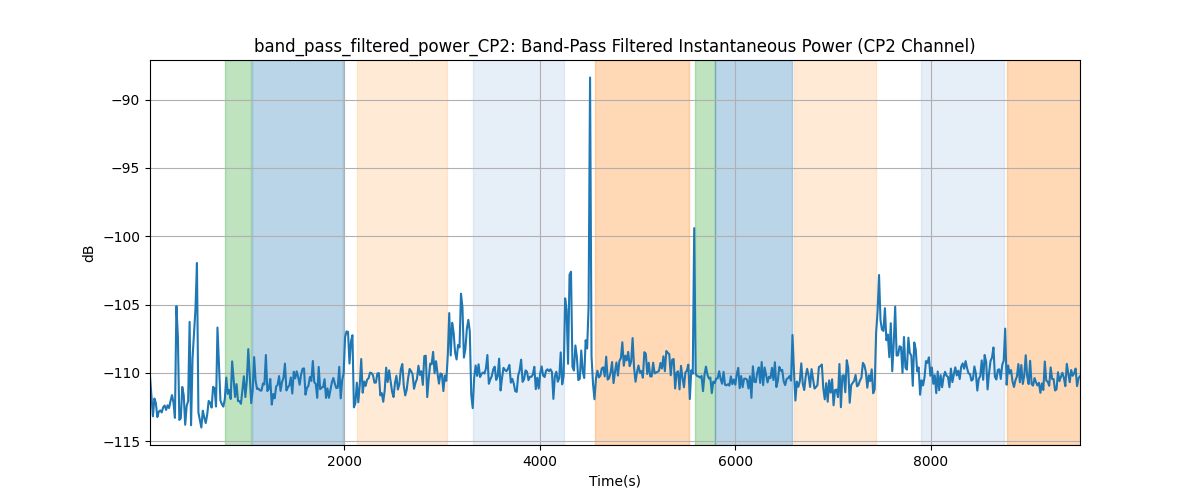 band_pass_filtered_power_CP2: Band-Pass Filtered Instantaneous Power (CP2 Channel)
−90
−95
−100
−105
−110
−115
dB
2000 4000 6000 8000
Time(s)